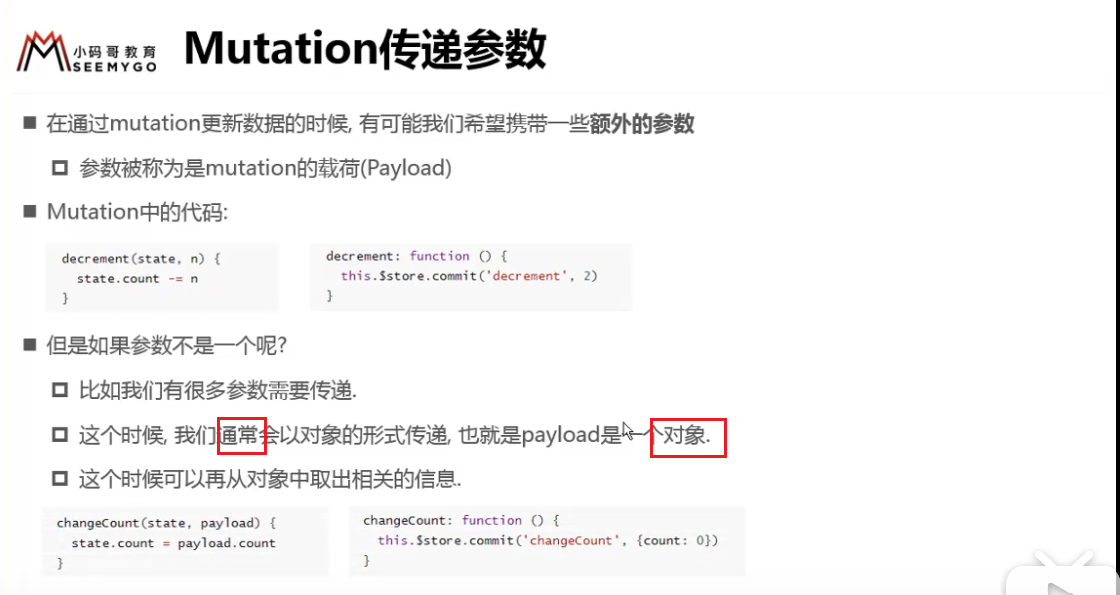 小码哥教育
SEEMYGO
Mutation传递参数
在通过mutation更新数据的时候, 有可能我们希望携带一些额外的参数
参数被称为是mutation的载荷(Payload)
Mutation中的代码:
decrement(state, n) {
state.count -= n
}
decrement: function () {
this.$store.commit('decrement', 2)
}
但是如果参数不是一个呢?
比如我们有很多参数需要传递.
这个时候, 我们通常会以对象的形式传递, 也就是payload是一个对象.
这个时候可以再从对象中取出相关的信息.
changeCount(state, payload) {
state.count = payload.count
}
changeCount: function () {
this.$store.commit('changeCount', {count: 0})
}